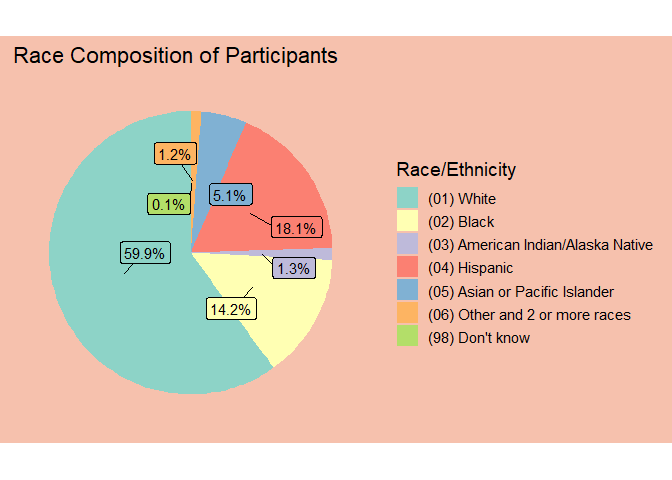 Race Composition of Participants
1.2%
5.1%
0.1%
18.1%
59.9%
1.3%
14.2%
Race/Ethnicity
(01) White
(02) Black
(03) American Indian/Alaska Native
(04) Hispanic
(05) Asian or Pacific Islander
(06) Other and 2 or more races
(98) Don't know